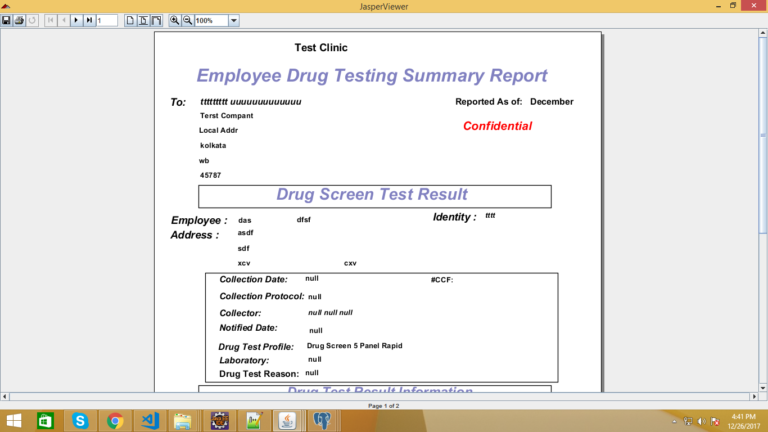 JasperViewer
1
100%
Test Clinic
Employee Drug Testing Summary Report
To: ttttttttt uuuuuuuuuuuuu Reported As of: December
Terst Compant
Confidential
Local Addr
kolkata
wb
45787
Drug Screen Test Result
Employee : das dfsf Identity : tttt
Address : asdf
sdf
xcv cxv
Collection Date: null #CCF:
Collection Protocol: null
Collector: null null null
Notified Date: null
Drug Test Profile: Drug Screen 5 Panel Rapid
Laboratory: null
Drug Test Reason: null
Drug Test Result Information
Page 1 of 2
4:41 PM
12/26/2017